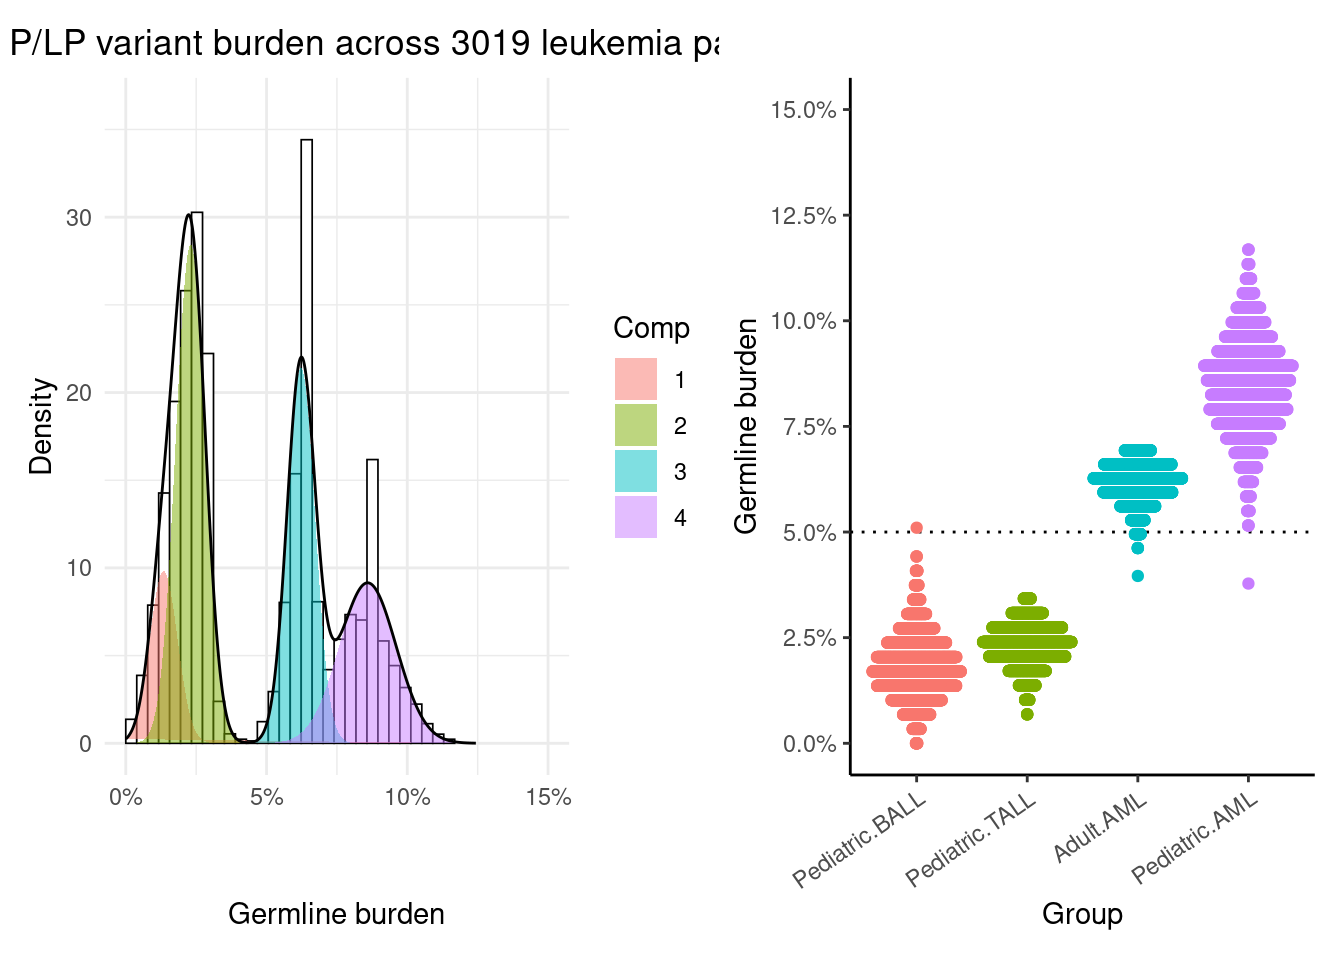 P/LP variant burden across 3019 leukemia
Density
30
20
10
0
0%
5%
10%
15%
Germline burden
Comp
1
2
3
4
Germline burden
15.0%
12.5%
10.0%
7.5%
5.0%
2.5%
0.0%
Pediatric.BALL
Pediatric.TALL
Adult.AML
Pediatric.AML
Group